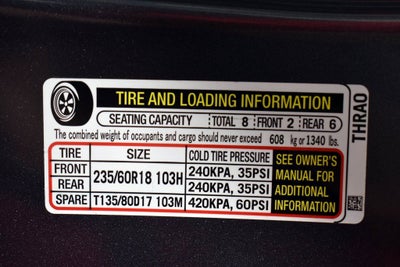 TIRE AND LOADING INFORMATION
SEATING CAPACITY TOTAL 8 FRONT 2 REAR 6
The combined weight of occupants and cargo should never exceed 608 kg or 1340 lbs.
TIRE SIZE COLD TIRE PRESSURE
FRONT 235/60R18 103H 240KPA, 35PSI
REAR 240KPA, 35PSI
SPARE T135/80D17 103M 420KPA, 60PSI
SEE OWNER'S
MANUAL FOR
ADDITIONAL
INFORMATION
THRA0